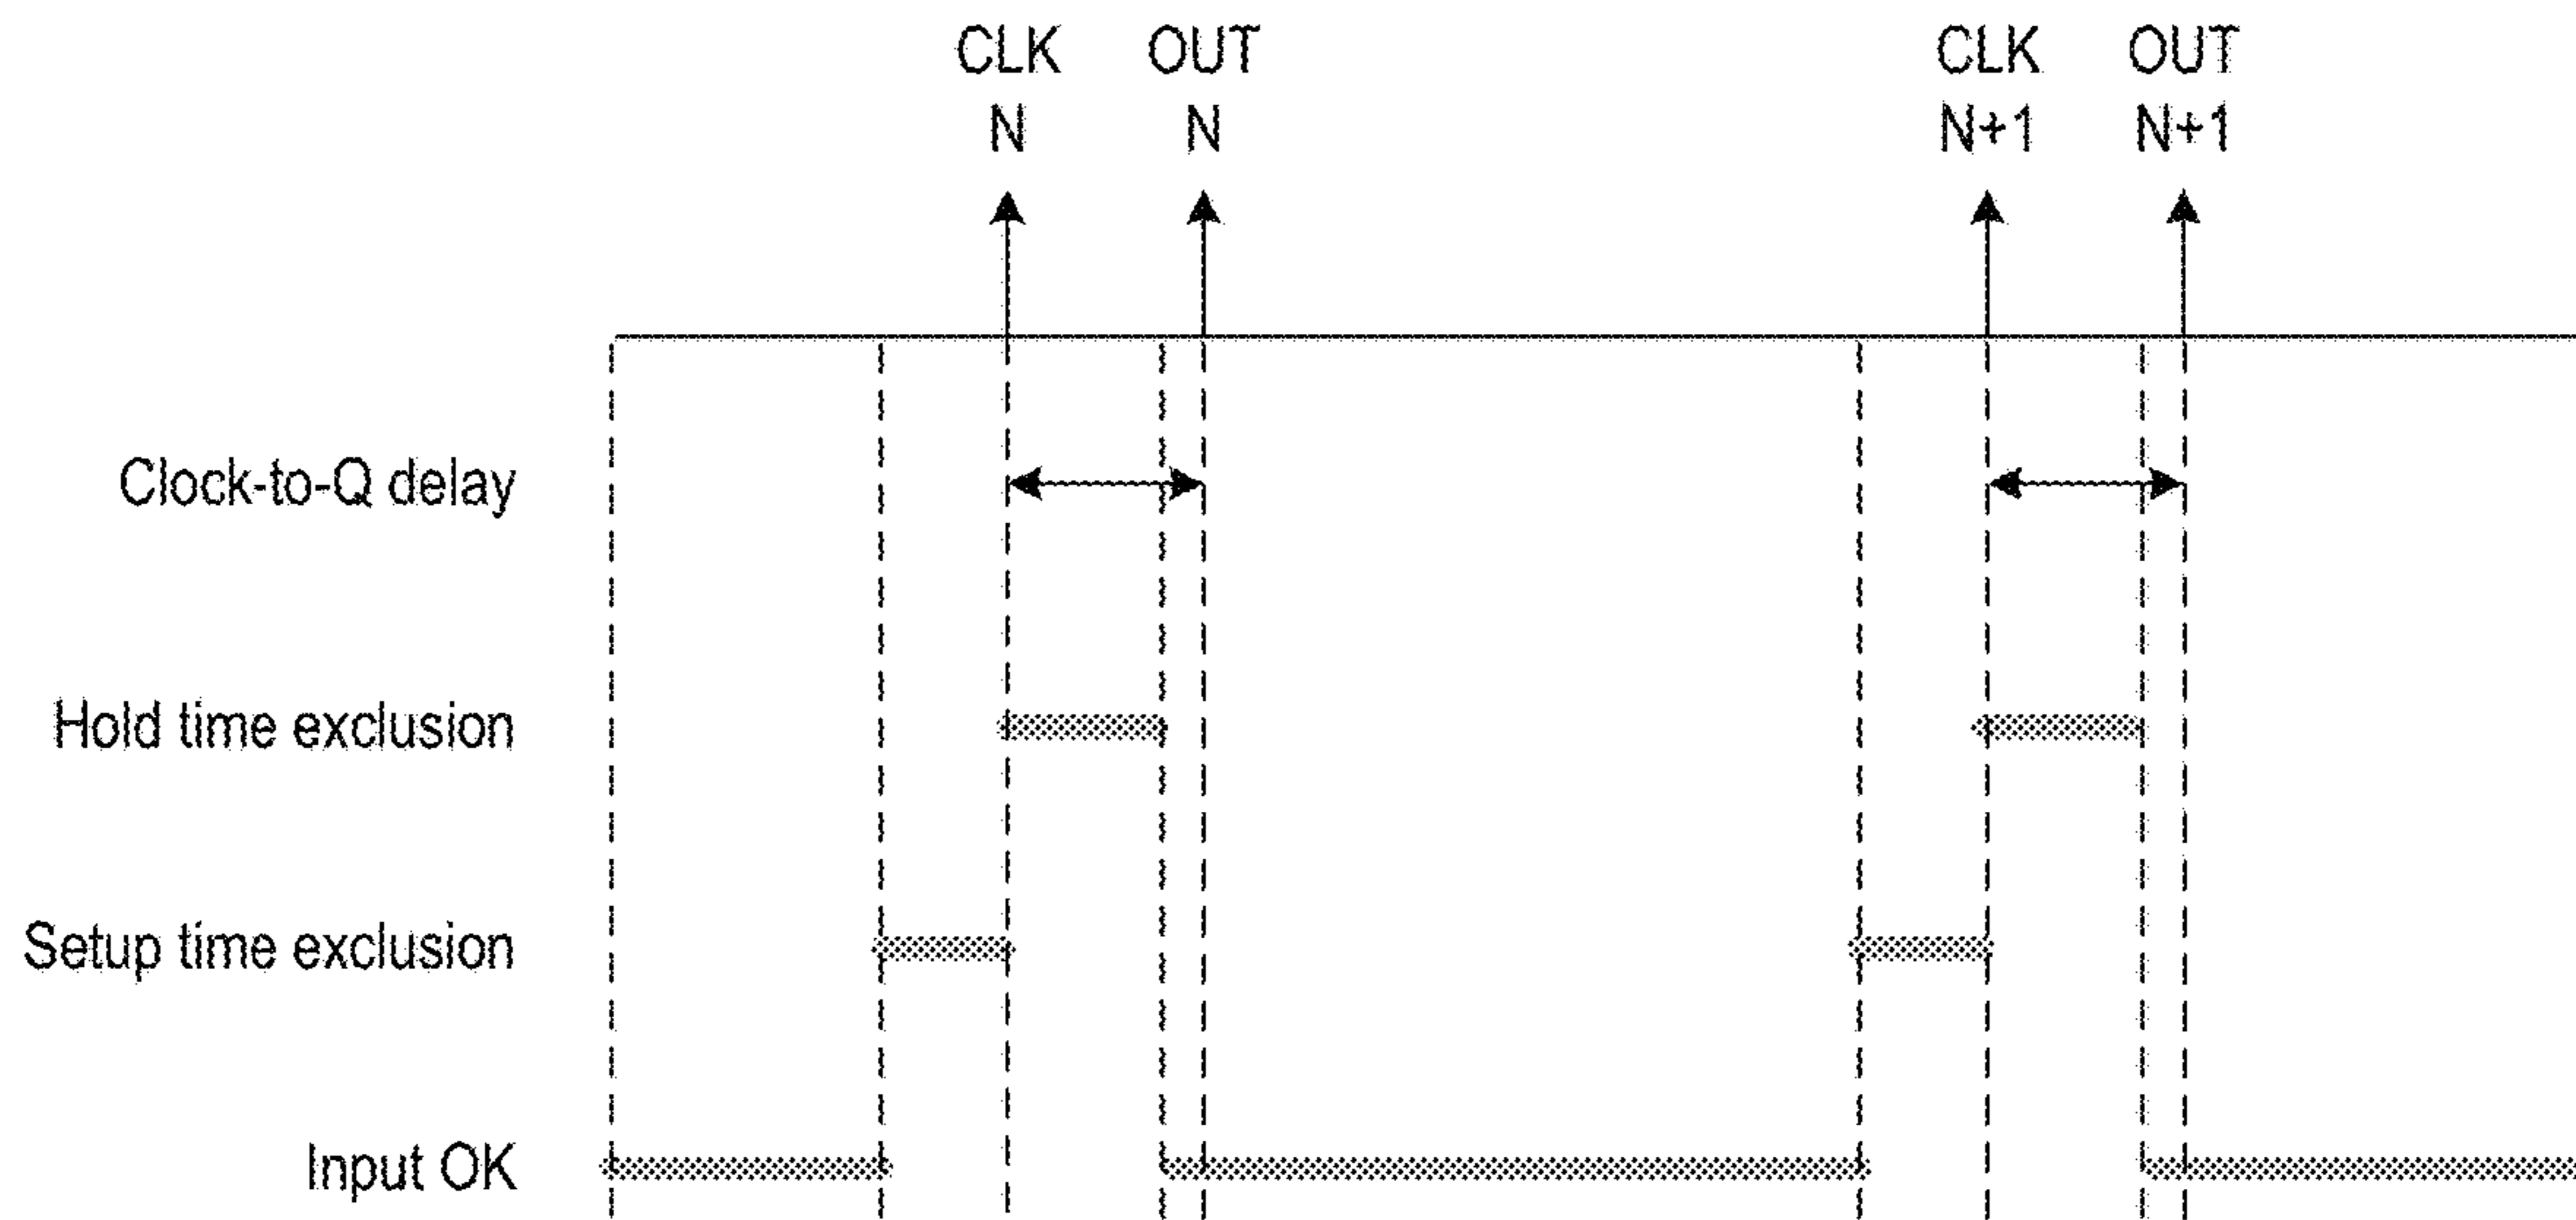 CLK OUT CLK OUT
N N N+1 N+1
Clock-to-Q delay
Hold time exclusion
Setup time exclusion
Input OK